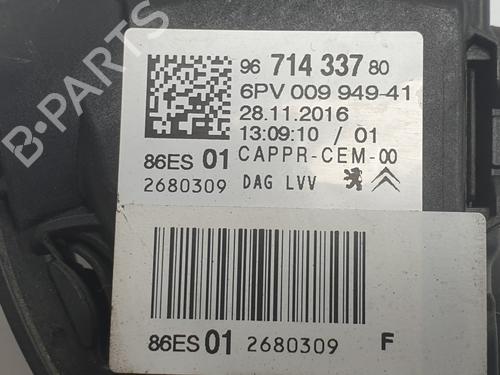 96 714 337 80
6PV 009 949-41
28.11.2016
13:09:10 / 01
86ES 01 CAPPR-CEM-00
2680309 DAG LVV
86ES 01 2680309 F